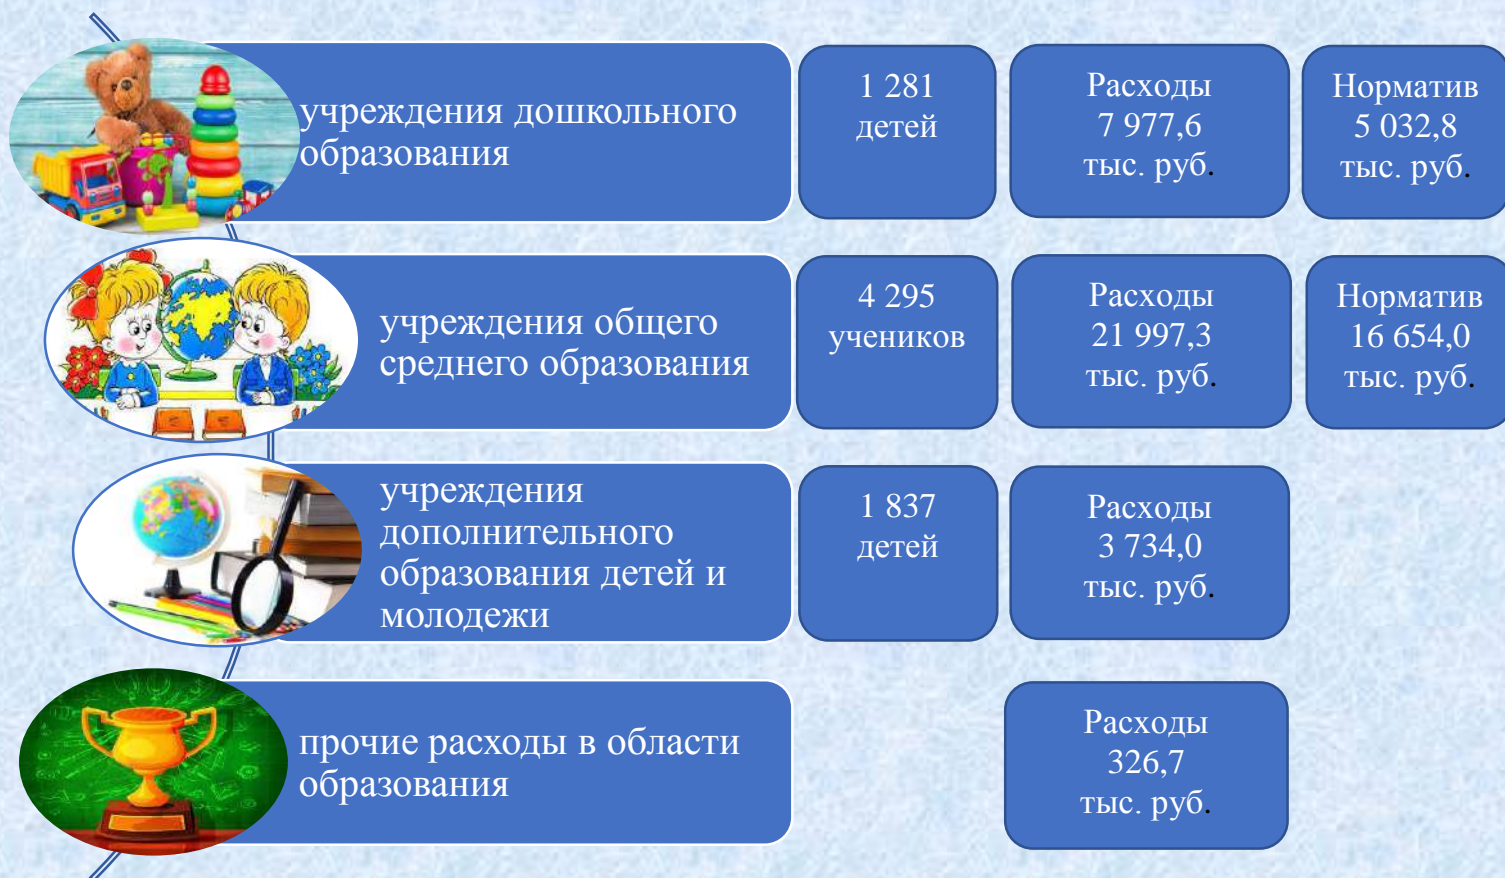 учреждения дошкольного
образования
1 281
детей
Расходы
7 977,6
тыс. руб.
Норматив
5 032,8
тыс. руб.
учреждения общего
среднего образования
4 295
учеников
Расходы
21 997,3
тыс. руб.
Норматив
16 654,0
тыс. руб.
учреждения
дополнительного
образования детей и
молодежи
1 837
детей
Расходы
3 734,0
тыс. руб.
прочие расходы в области
образования
Расходы
326,7
тыс. руб.